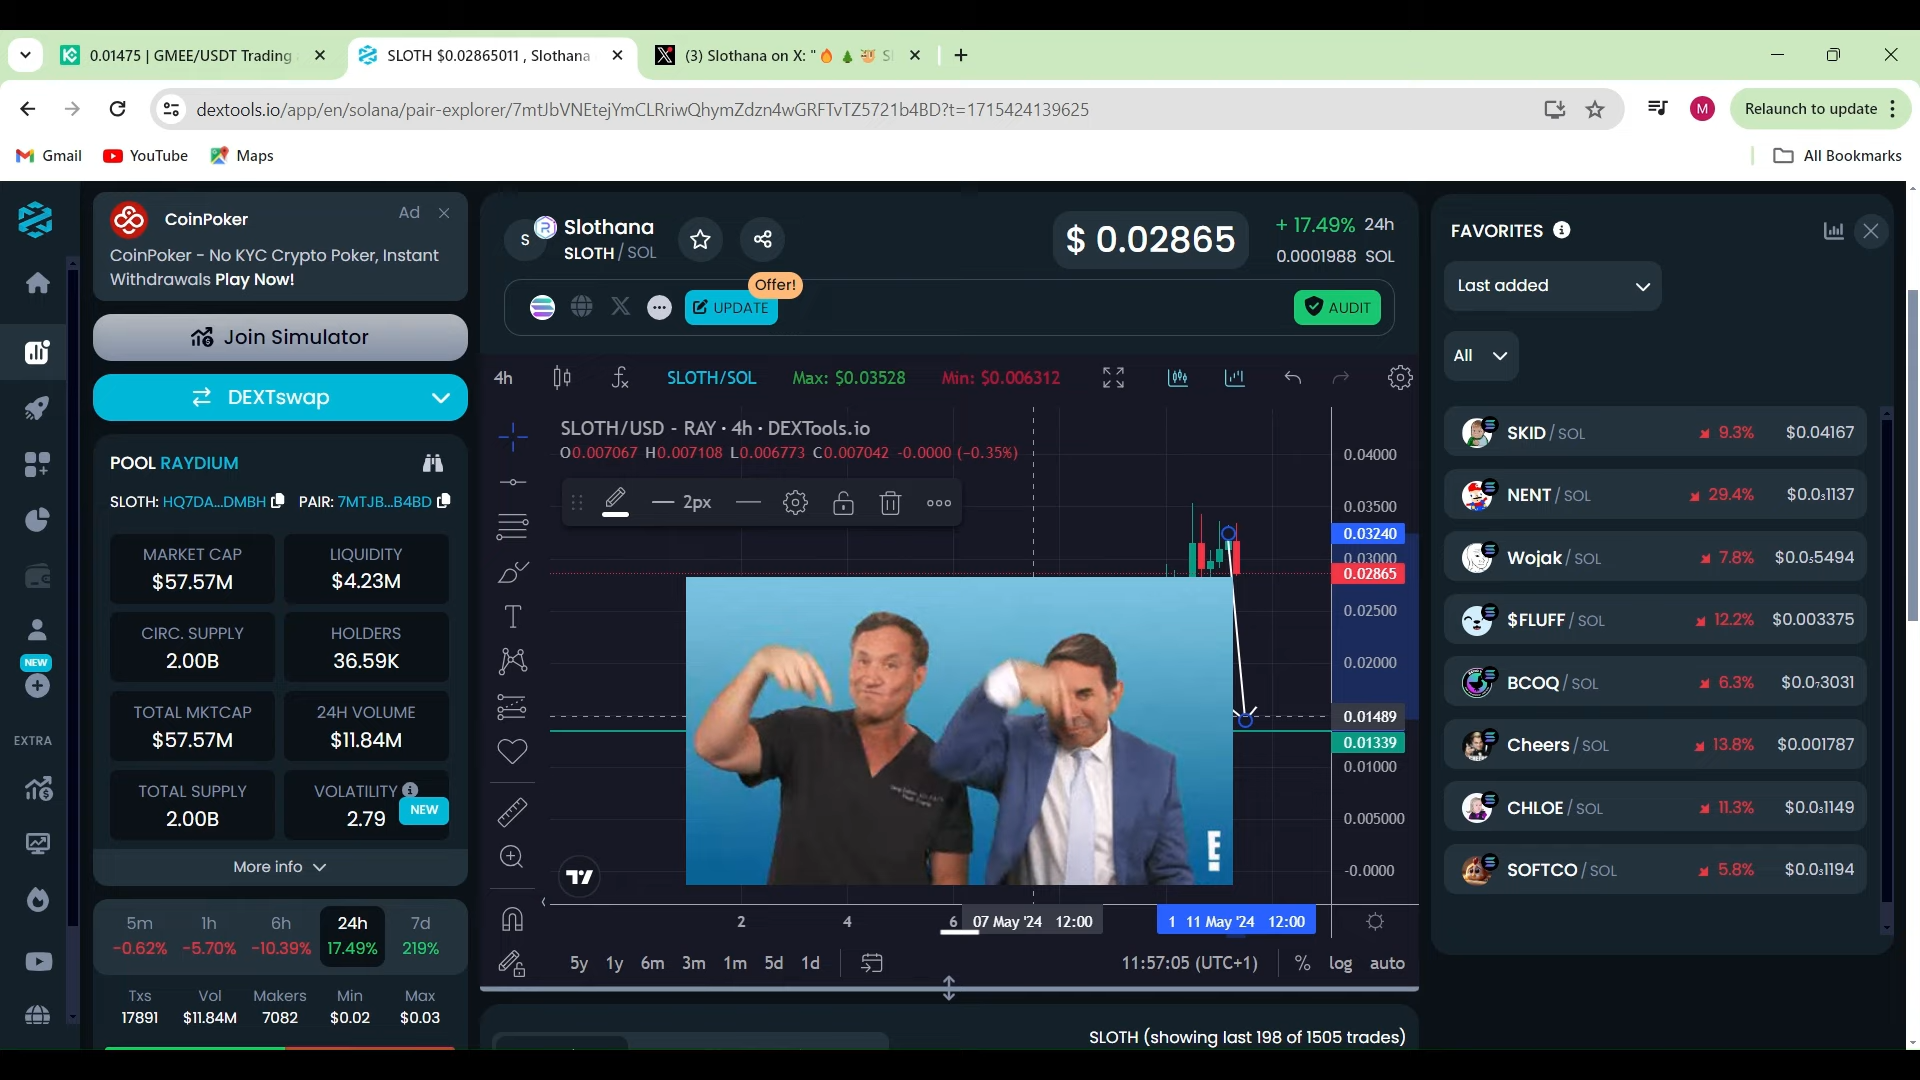 0.01475 | GMEE/USDT Trading
SLOTH $0.02865011 , Slothana
(3) Slothana on X: "🔥 🌲 🦥 Sl
dextools.io/app/en/solana/pair-explorer/7mtJbVNEtejYmCLRriwQhymZdzn4wGRFTvTZ5721b4BD?t=1715424139625
M
Relaunch to update
Gmail
YouTube
Maps
All Bookmarks
CoinPoker
Ad
CoinPoker - No KYC Crypto Poker, Instant
Withdrawals Play Now!
Join Simulator
DEXTswap
POOL RAYDIUM
SLOTH: HQ7DA...DMBH PAIR: 7MTJB...B4BD
MARKET CAP
$57.57M
LIQUIDITY
$4.23M
CIRC. SUPPLY
2.00B
HOLDERS
36.59K
TOTAL MKTCAP
$57.57M
24H VOLUME
$11.84M
TOTAL SUPPLY
2.00B
VOLATILITY
2.79
NEW
More info
5m 1h 6h 24h 7d
-0.62% -5.70% -10.39% 17.49% 219%
Txs Vol Makers Min Max
17891 $11.84M 7082 $0.02 $0.03
NEW
EXTRA
S
Slothana
SLOTH / SOL
$ 0.02865
+ 17.49% 24h
0.0001988 SOL
Offer!
UPDATE
AUDIT
4h
SLOTH/SOL
Max: $0.03528
Min: $0.006312
SLOTH/USD - RAY · 4h · DEXTools.io
O0.007067 H0.007108 L0.006773 C0.007042 -0.0000 (-0.35%)
2px
0.04000
0.03500
0.03240
0.03000
0.02865
0.02500
0.02000
0.01489
0.01339
0.01000
0.005000
-0.0000
E!
2 4 6 07 May '24 12:00 1 11 May '24 12:00
5y 1y 6m 3m 1m 5d 1d
11:57:05 (UTC+1)
% log auto
SLOTH (showing last 198 of 1505 trades)
FAVORITES
Last added
All
SKID / SOL 9.3% $0.04167
NENT / SOL 29.4% $0.0₃1137
Wojak / SOL 7.8% $0.0₅5494
$FLUFF / SOL 12.2% $0.003375
BCOQ / SOL 6.3% $0.0₇3031
Cheers / SOL 13.8% $0.001787
CHLOE / SOL 11.3% $0.0₃1149
SOFTCO / SOL 5.8% $0.0₃1194